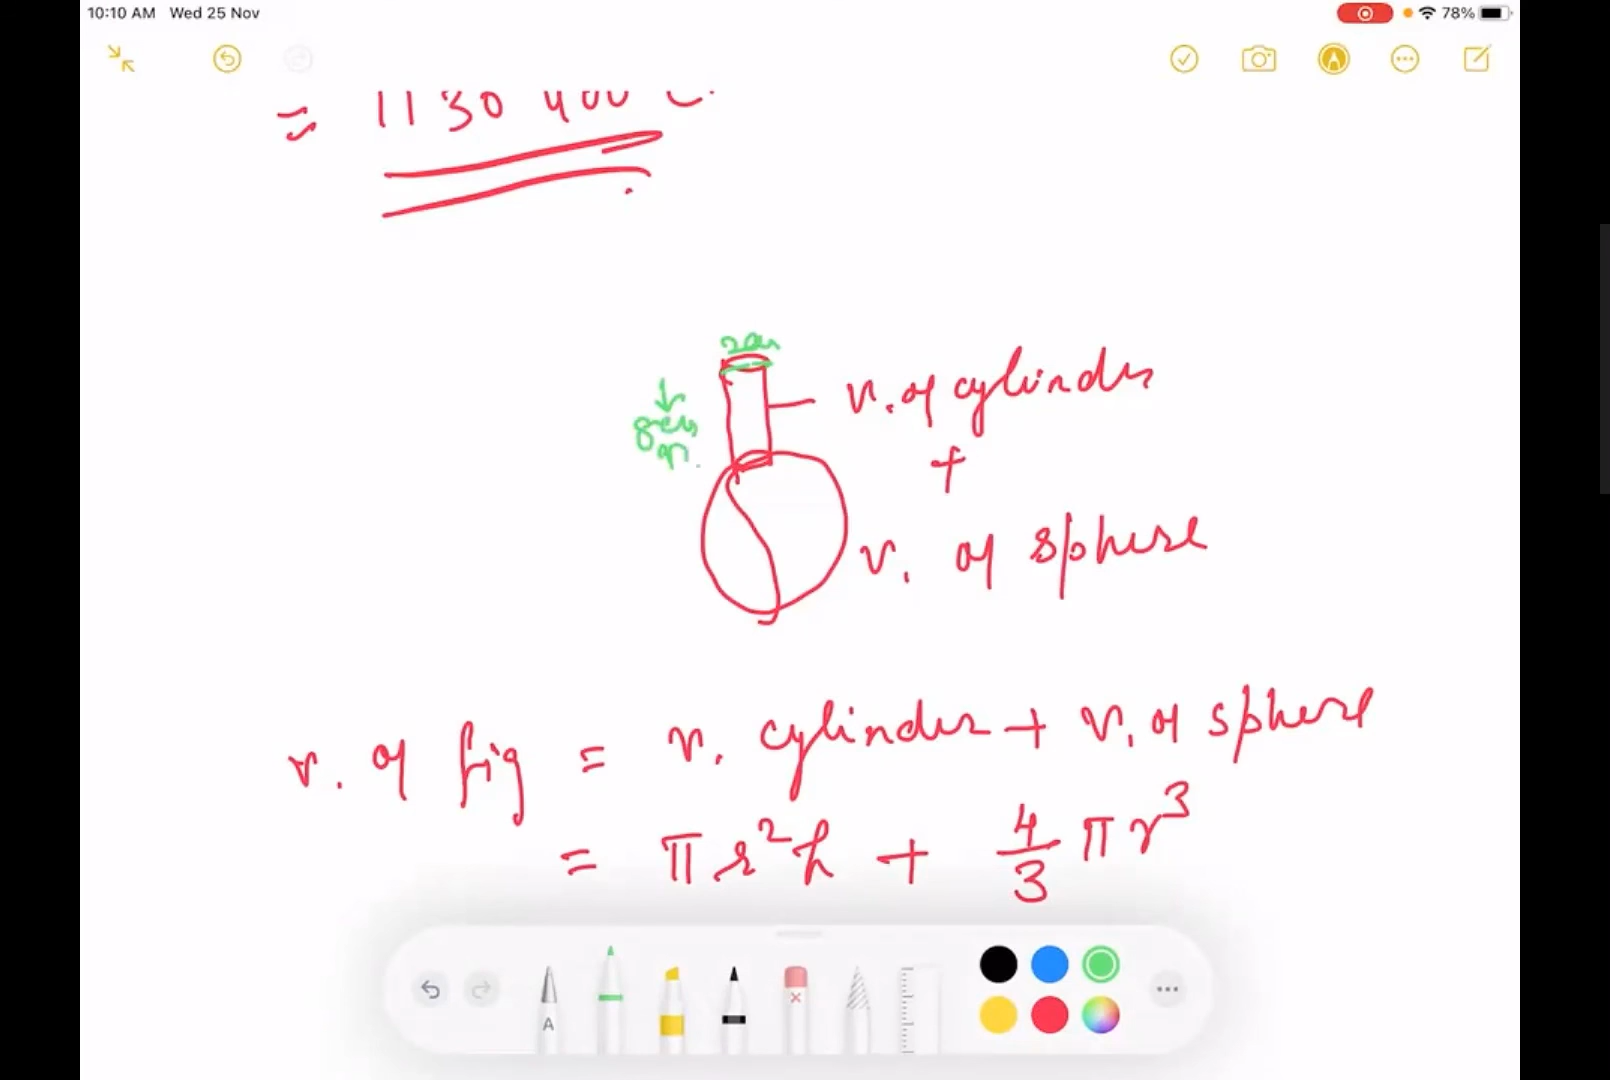 10:10 AM Wed 25 Nov
78%
= 1130 400
2cm
v. of cylinder
+
v. of sphere
v. of fig = v. cylinder + v. of sphere
= πr²h + 4/3 πr³
A